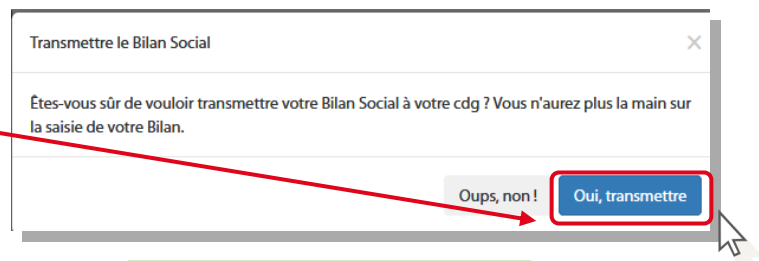 Transmettre le Bilan Social
Êtes-vous sûr de vouloir transmettre votre Bilan Social à votre cdg ? Vous n'aurez plus la main sur
la saisie de votre Bilan.
Oups, non ! Oui, transmettre